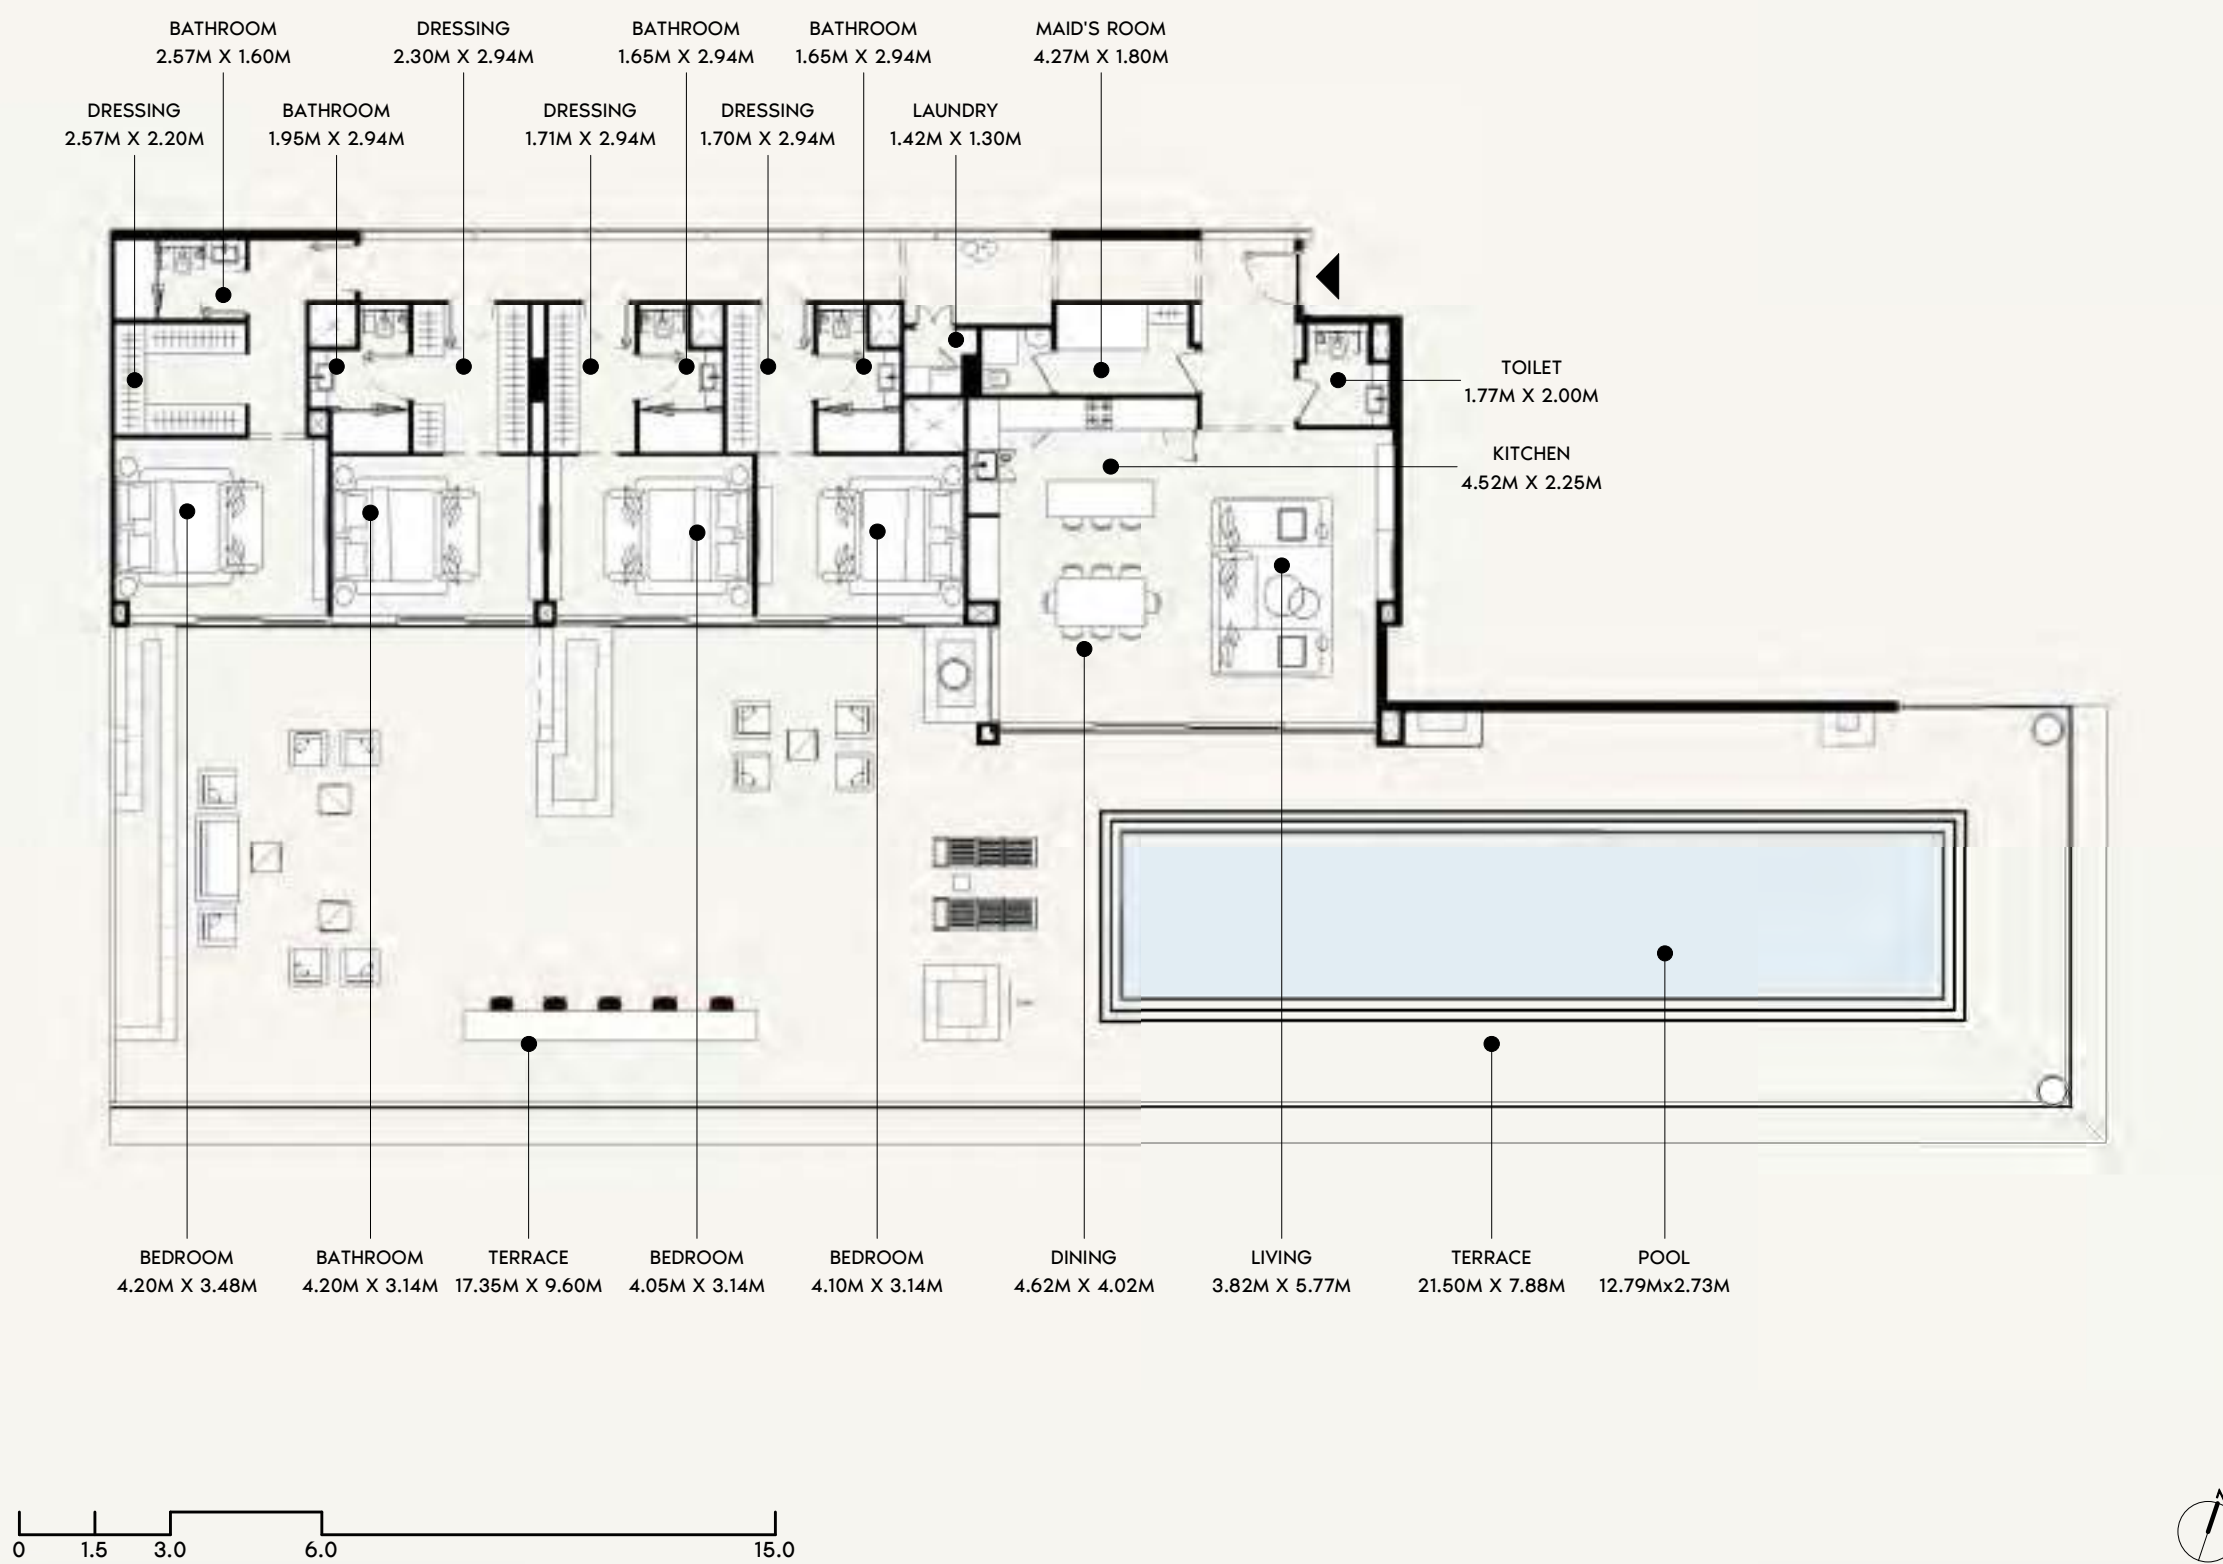 BATHROOM
2.57M X 1.60M
DRESSING
2.30M X 2.94M
BATHROOM
1.65M X 2.94M
BATHROOM
1.65M X 2.94M
MAID'S ROOM
4.27M X 1.80M
DRESSING
2.57M X 2.20M
BATHROOM
1.95M X 2.94M
DRESSING
1.71M X 2.94M
DRESSING
1.70M X 2.94M
LAUNDRY
1.42M X 1.30M
TOILET
1.77M X 2.00M
KITCHEN
4.52M X 2.25M
BEDROOM
4.20M X 3.48M
BATHROOM
4.20M X 3.14M
TERRACE
17.35M X 9.60M
BEDROOM
4.05M X 3.14M
BEDROOM
4.10M X 3.14M
DINING
4.62M X 4.02M
LIVING
3.82M X 5.77M
TERRACE
21.50M X 7.88M
POOL
12.79Mx2.73M
0 1.5 3.0 6.0 15.0